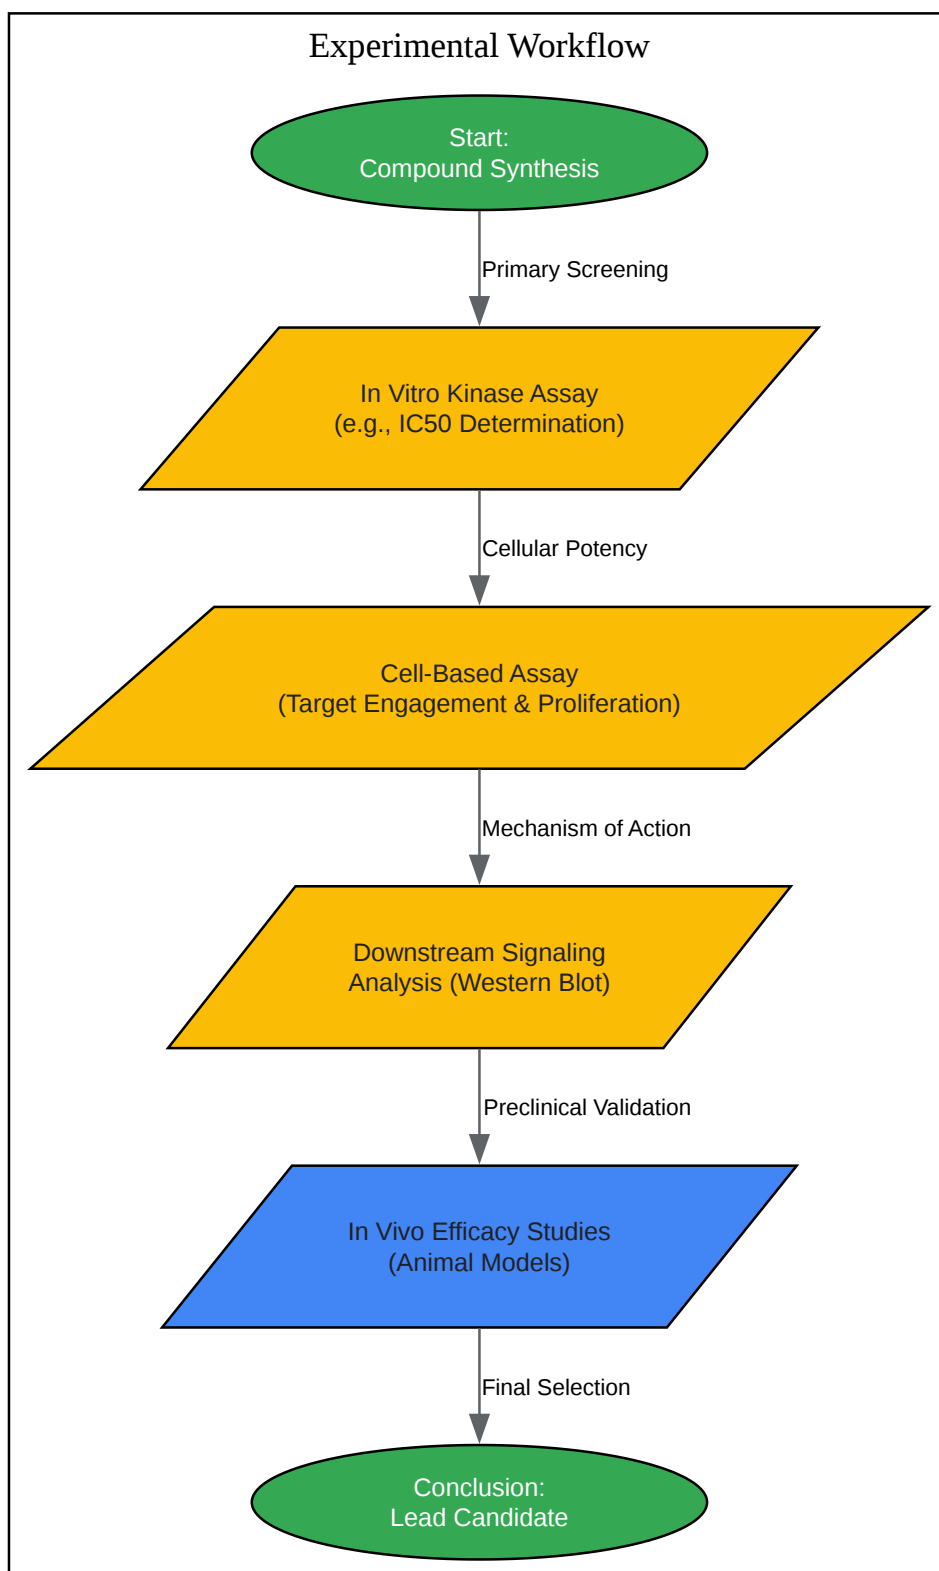 Experimental Workflow
Start:
Compound Synthesis
Primary Screening
In Vitro Kinase Assay
(e.g., IC50 Determination)
Cellular Potency
Cell-Based Assay
(Target Engagement & Proliferation)
Mechanism of Action
Downstream Signaling
Analysis (Western Blot)
Preclinical Validation
In Vivo Efficacy Studies
(Animal Models)
Final Selection
Conclusion:
Lead Candidate